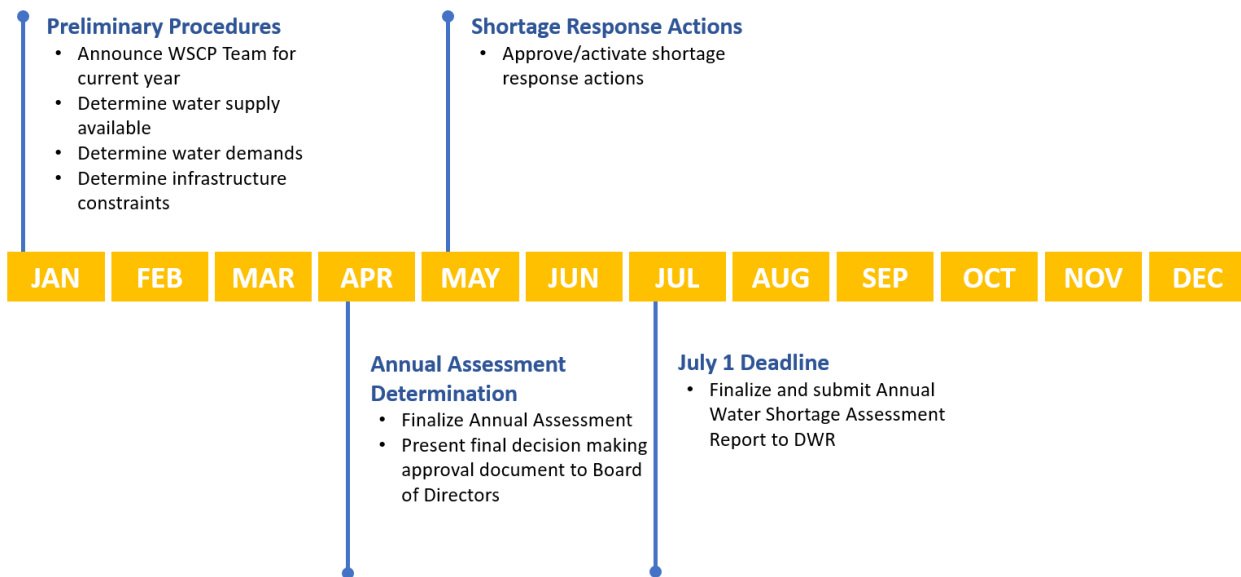 Preliminary Procedures
• Announce WSCP Team for
current year
• Determine water supply
available
• Determine water demands
• Determine infrastructure
constraints
Shortage Response Actions
• Approve/activate shortage
response actions
JAN FEB MAR APR MAY JUN JUL AUG SEP OCT NOV DEC
Annual Assessment
Determination
• Finalize Annual Assessment
• Present final decision making
approval document to Board
of Directors
July 1 Deadline
• Finalize and submit Annual
Water Shortage Assessment
Report to DWR